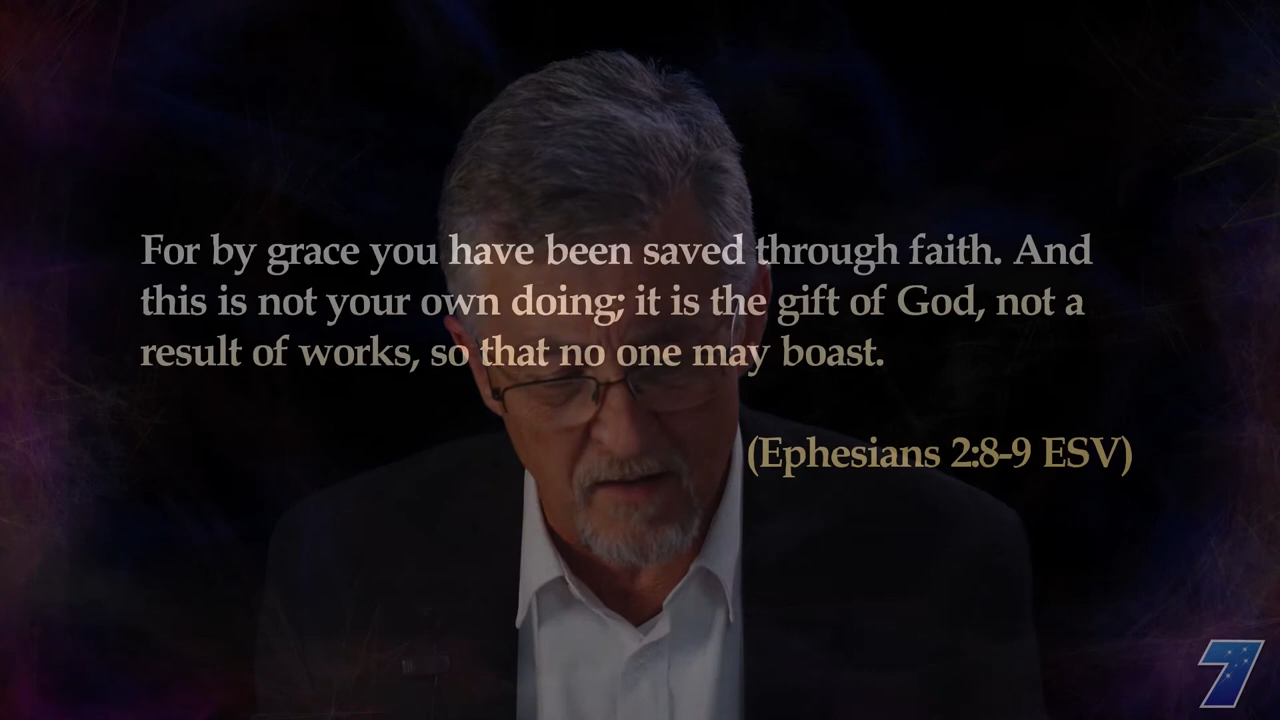 For by grace you have been saved through faith. And
this is not your own doing; it is the gift of God, not a
result of works, so that no one may boast.
(Ephesians 2:8-9 ESV)
7